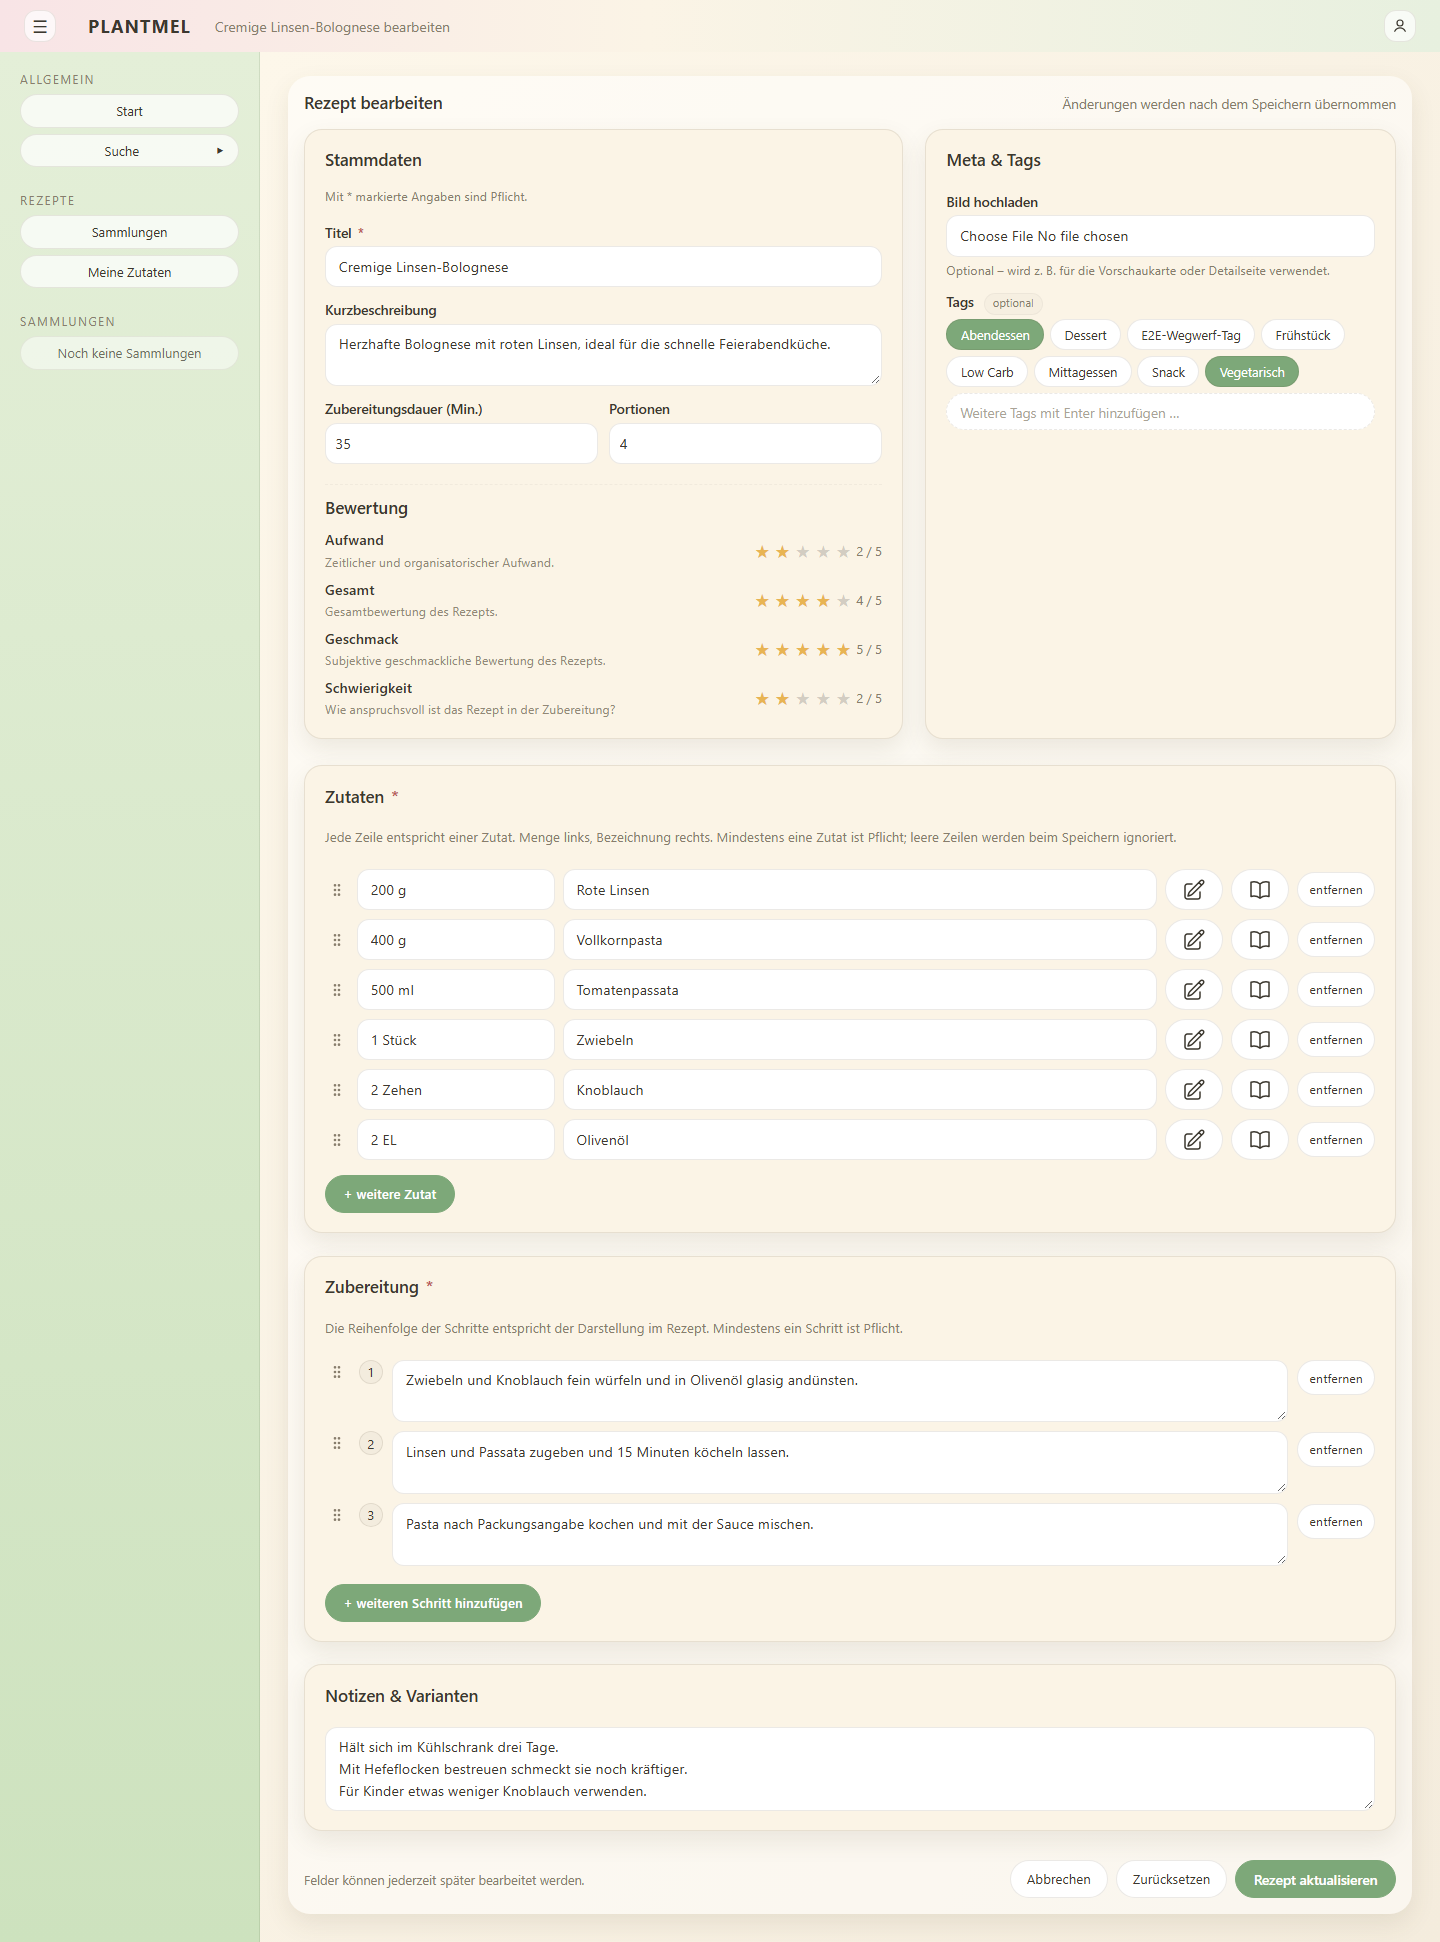 PLANTMEL
Cremige Linsen-Bolognese bearbeiten
ALLGEMEIN
Start
Suche
REZEPTE
Sammlungen
Meine Zutaten
SAMMLUNGEN
Noch keine Sammlungen
Rezept bearbeiten
Änderungen werden nach dem Speichern übernommen
Stammdaten
Mit * markierte Angaben sind Pflicht.
Titel *
Cremige Linsen-Bolognese
Kurzbeschreibung
Herzhafte Bolognese mit roten Linsen, ideal für die schnelle Feierabendküche.
Zubereitungsdauer (Min.) Portionen
35 4
Bewertung
Aufwand
Zeitlicher und organisatorischer Aufwand.
2 / 5
Gesamt
Gesamtbewertung des Rezepts.
4 / 5
Geschmack
Subjektive geschmackliche Bewertung des Rezepts.
5 / 5
Schwierigkeit
Wie anspruchsvoll ist das Rezept in der Zubereitung?
2 / 5
Meta & Tags
Bild hochladen
Choose File No file chosen
Optional – wird z. B. für die Vorschaukarte oder Detailseite verwendet.
Tags optional
Abendessen Dessert E2E-Wegwerf-Tag Frühstück
Low Carb Mittagessen Snack Vegetarisch
Weitere Tags mit Enter hinzufügen ...
Zutaten *
Jede Zeile entspricht einer Zutat. Menge links, Bezeichnung rechts. Mindestens eine Zutat ist Pflicht; leere Zeilen werden beim Speichern ignoriert.
200 g Rote Linsen entfernen
400 g Vollkornpasta entfernen
500 ml Tomatenpassata entfernen
1 Stück Zwiebeln entfernen
2 Zehen Knoblauch entfernen
2 EL Olivenöl entfernen
+ weitere Zutat
Zubereitung *
Die Reihenfolge der Schritte entspricht der Darstellung im Rezept. Mindestens ein Schritt ist Pflicht.
1 Zwiebeln und Knoblauch fein würfeln und in Olivenöl glasig andünsten. entfernen
2 Linsen und Passata zugeben und 15 Minuten köcheln lassen. entfernen
3 Pasta nach Packungsangabe kochen und mit der Sauce mischen. entfernen
+ weiteren Schritt hinzufügen
Notizen & Varianten
Hält sich im Kühlschrank drei Tage.
Mit Hefeflocken bestreuen schmeckt sie noch kräftiger.
Für Kinder etwas weniger Knoblauch verwenden.
Felder können jederzeit später bearbeitet werden.
Abbrechen Zurücksetzen Rezept aktualisieren